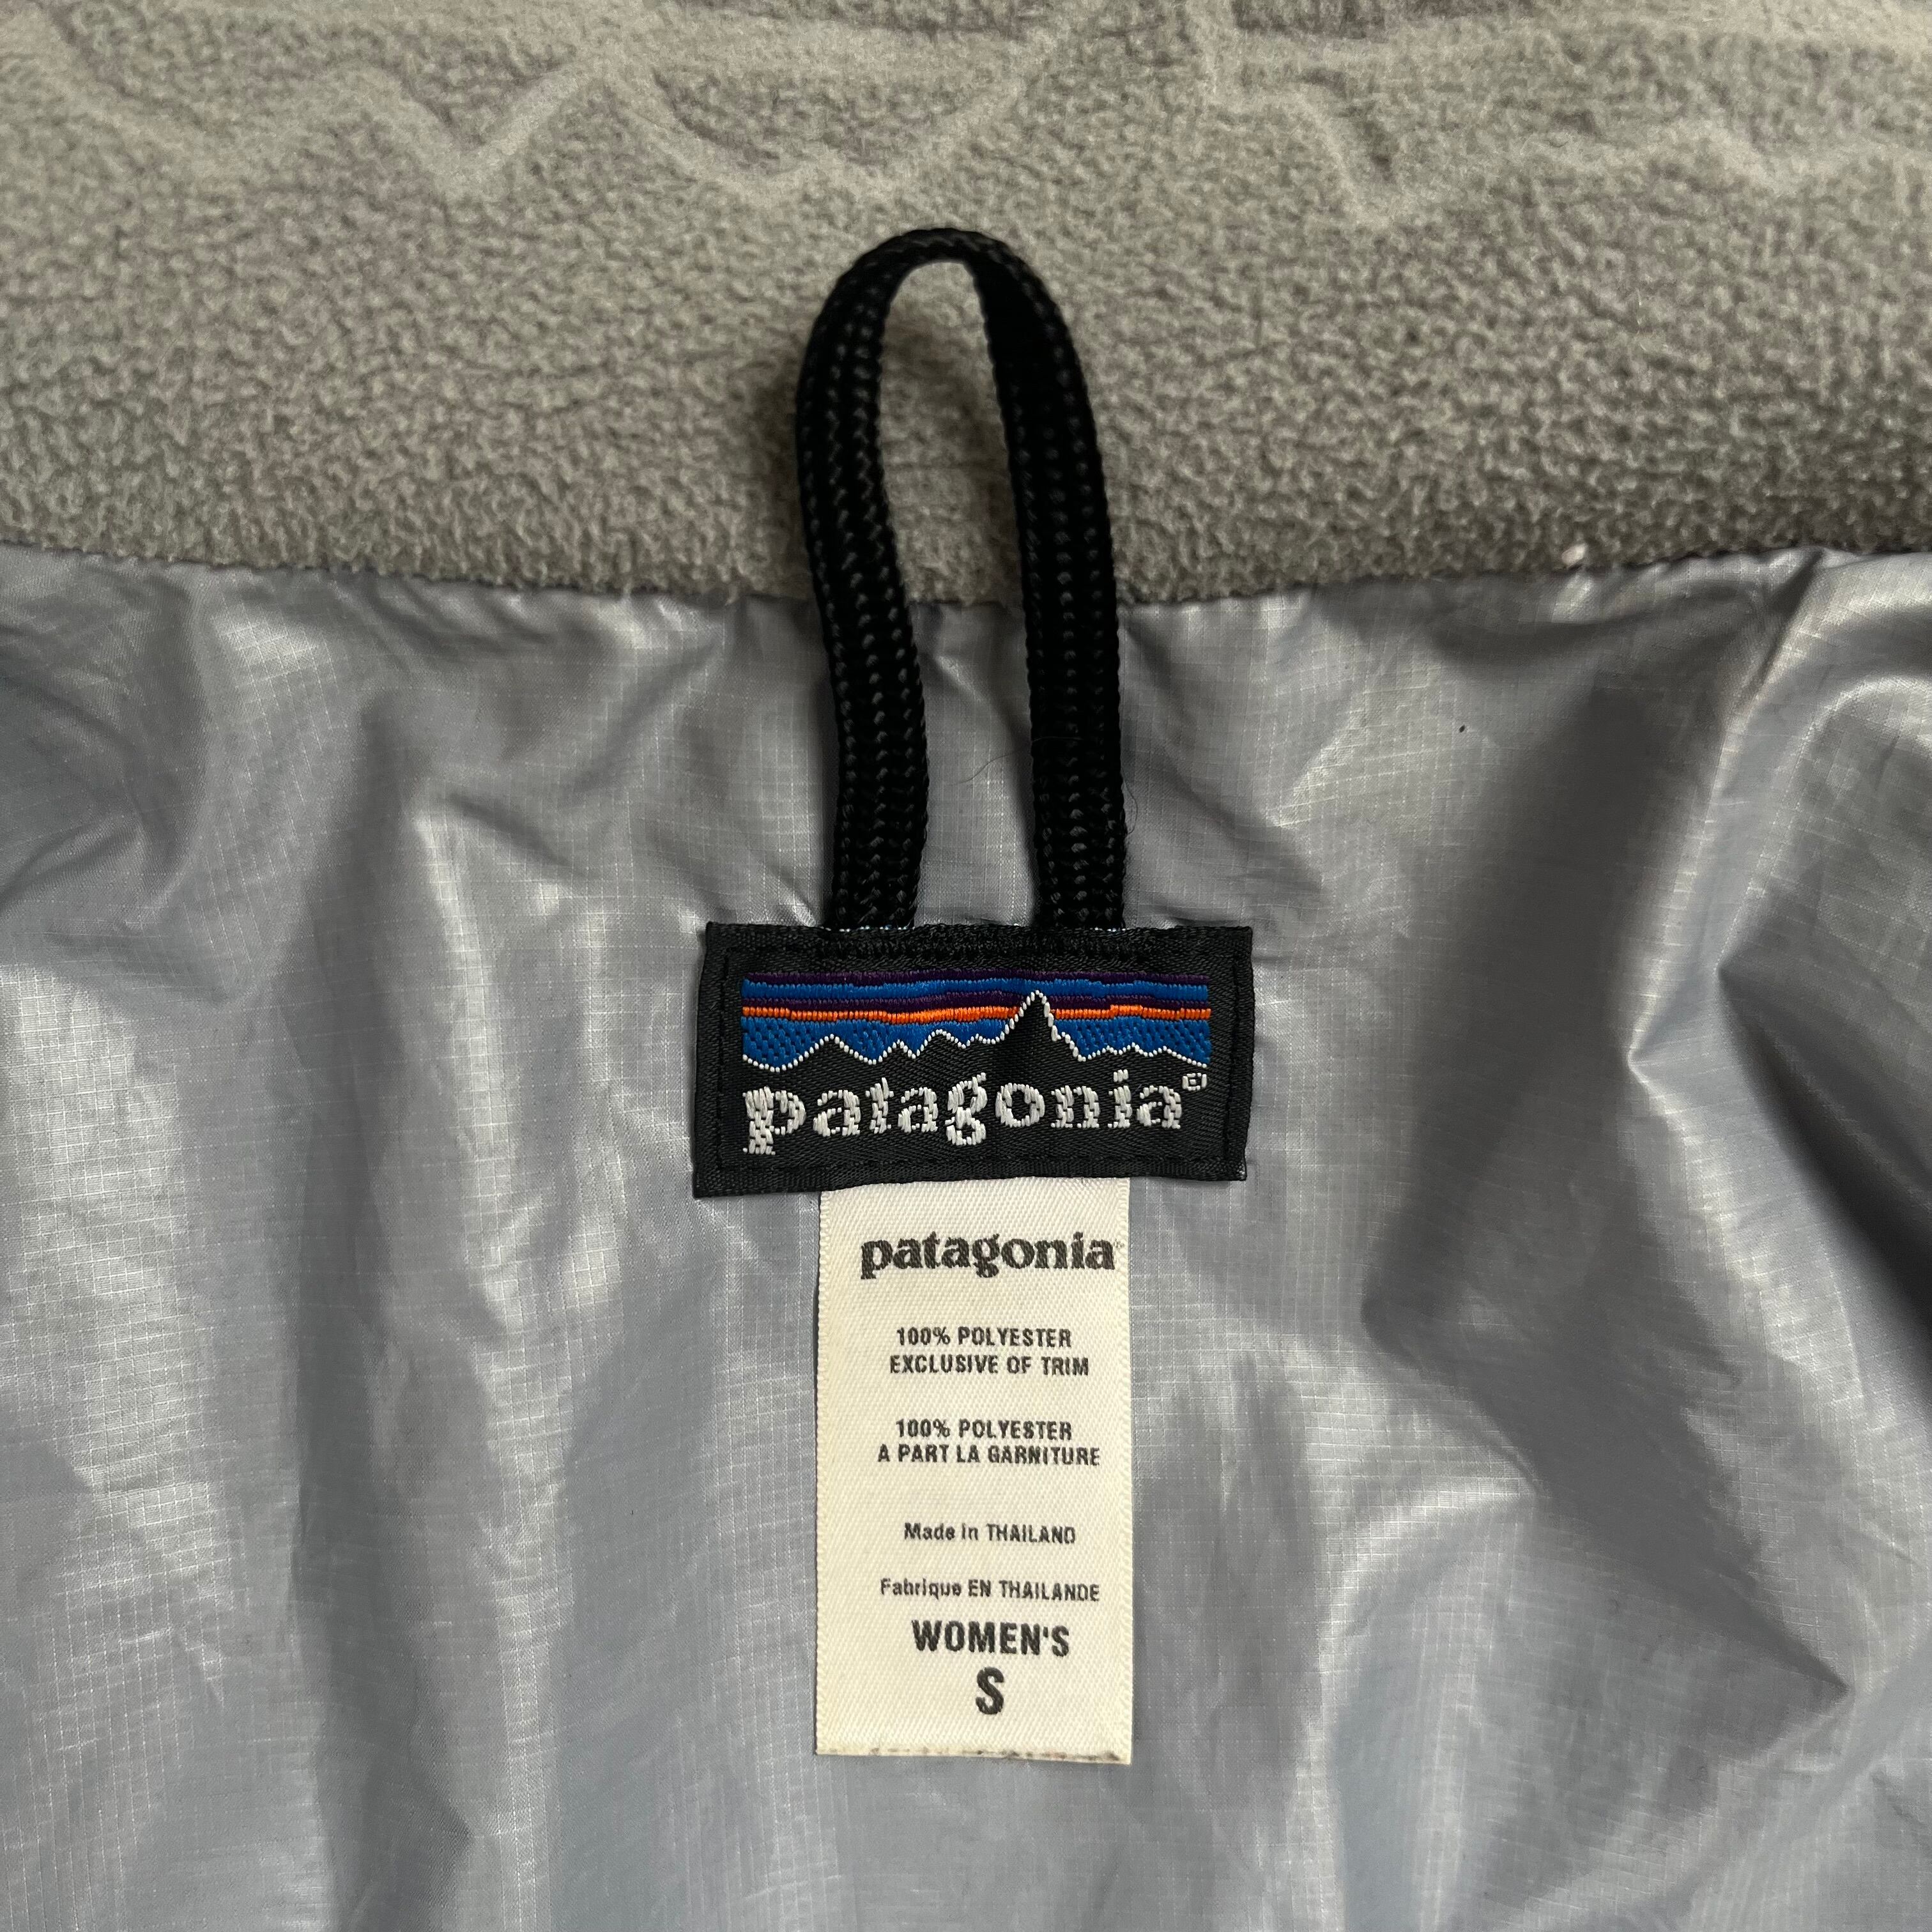 patagonia®
patagonia
100% POLYESTER
EXCLUSIVE OF TRIM
100% POLYESTER
A PART LA GARNITURE
Made in THAILAND
Fabrique EN THAILANDE
WOMEN'S
S